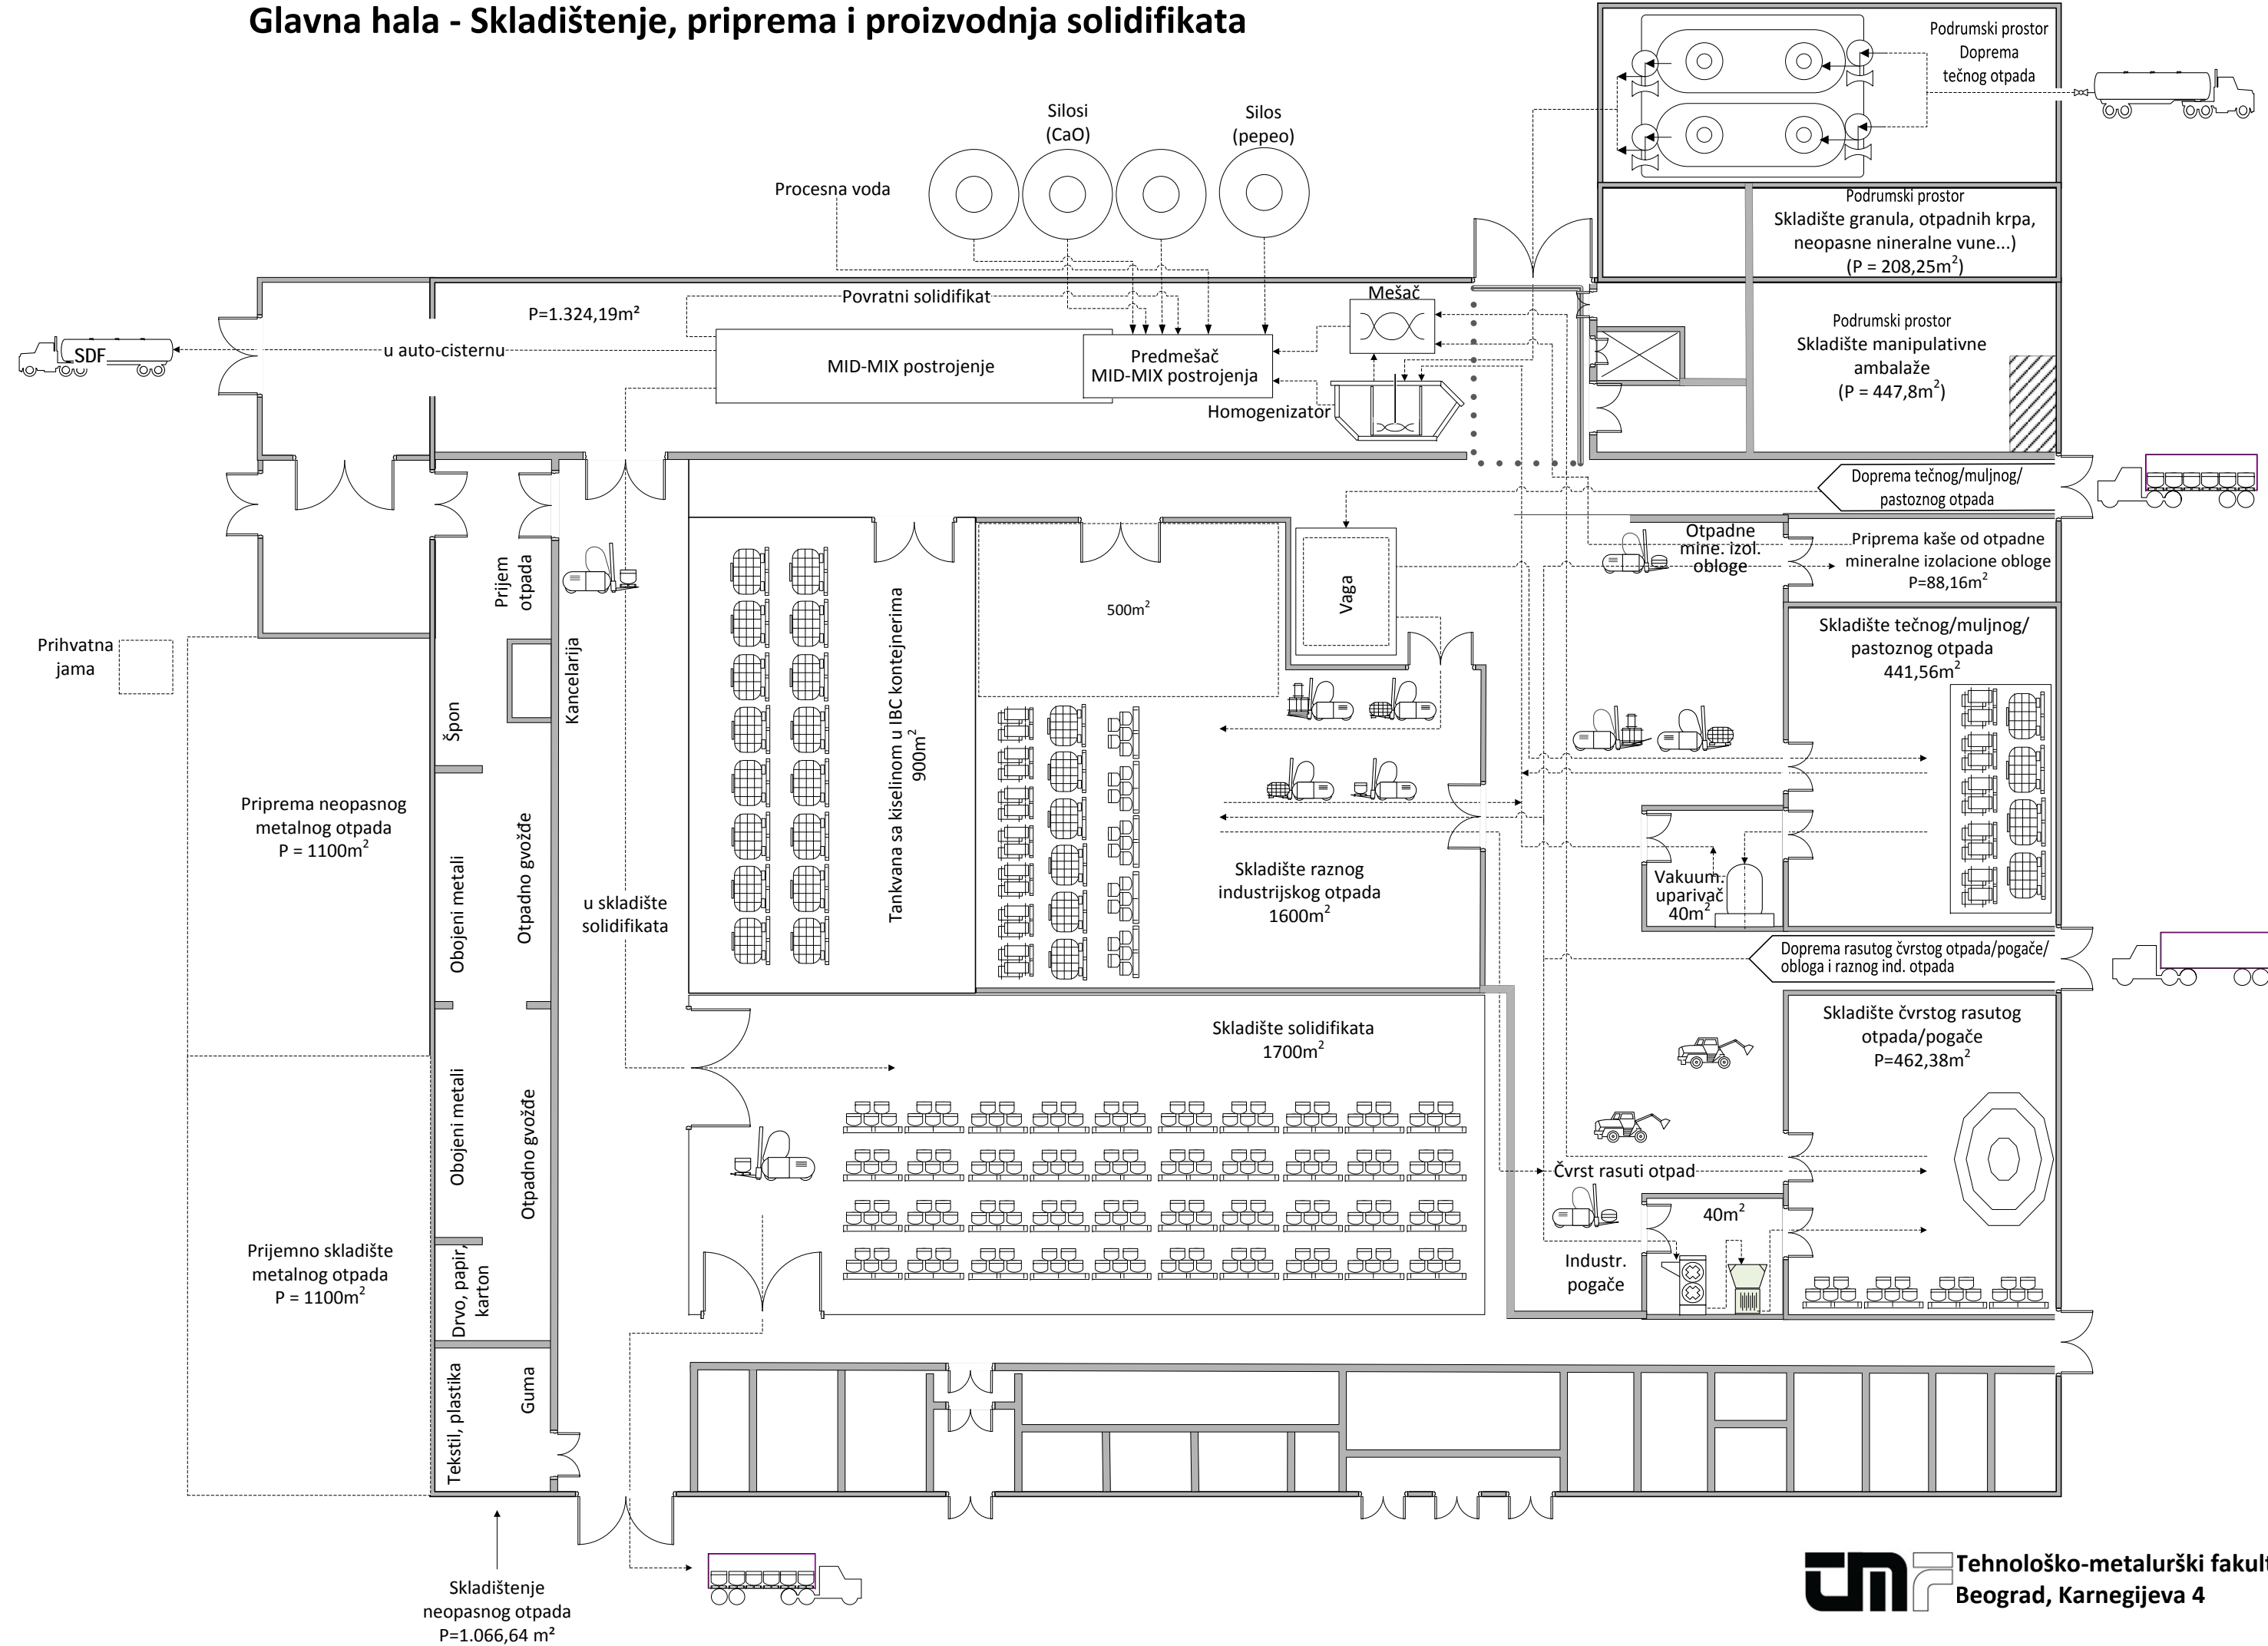 Glavna hala - Skladištenje, priprema i proizvodnja solidifikata
Podrumski prostor
Doprema
tečnog otpada
Silosi
(CaO)
Silos
(pepeo)
Procesna voda
Podrumski prostor
Skladište granula, otpadnih krpa,
neopasne nineralne vune...)
(P = 208,25m²)
P=1.324,19m²
Povratni solidifikat
Mešač
SDF
u auto-cisternu
MID-MIX postrojenje
Predmešač
MID-MIX postrojenja
Homogenizator
Podrumski prostor
Skladište manipulativne
ambalaže
(P = 447,8m²)
Doprema tečnog/muljnog/
pastoznog otpada
Otpadne
mine. izol.
obloge
Priprema kaše od otpadne
mineralne izolacione obloge
P=88,16m²
Prijem
otpada
Kancelarija
Špon
Tankvana sa kiselinom u IBC kontejnerima
900m²
500m²
Vaga
Prihvatna
jama
Skladište tečnog/muljnog/
pastoznog otpada
441,56m²
Priprema neopasnog
metalnog otpada
P = 1100m²
Obojeni metali
Otpadno gvožđe
u skladište
solidifikata
Skladište raznog
industrijskog otpada
1600m²
Vakuum.
uparivač
40m²
Doprema rasutog čvrstog otpada/pogače/
obloga i raznog ind. otpada
Skladište solidifikata
1700m²
Skladište čvrstog rasutog
otpada/pogače
P=462,38m²
Obojeni metali
Otpadno gvožđe
Čvrst rasuti otpad
40m²
Industr.
pogače
Prijemno skladište
metalnog otpada
P = 1100m²
Drvo, papir,
karton
Tekstil, plastika
Guma
Skladištenje
neopasnog otpada
P=1.066,64 m²
TMF
Tehnološko-metalurški fakult
Beograd, Karnegijeva 4